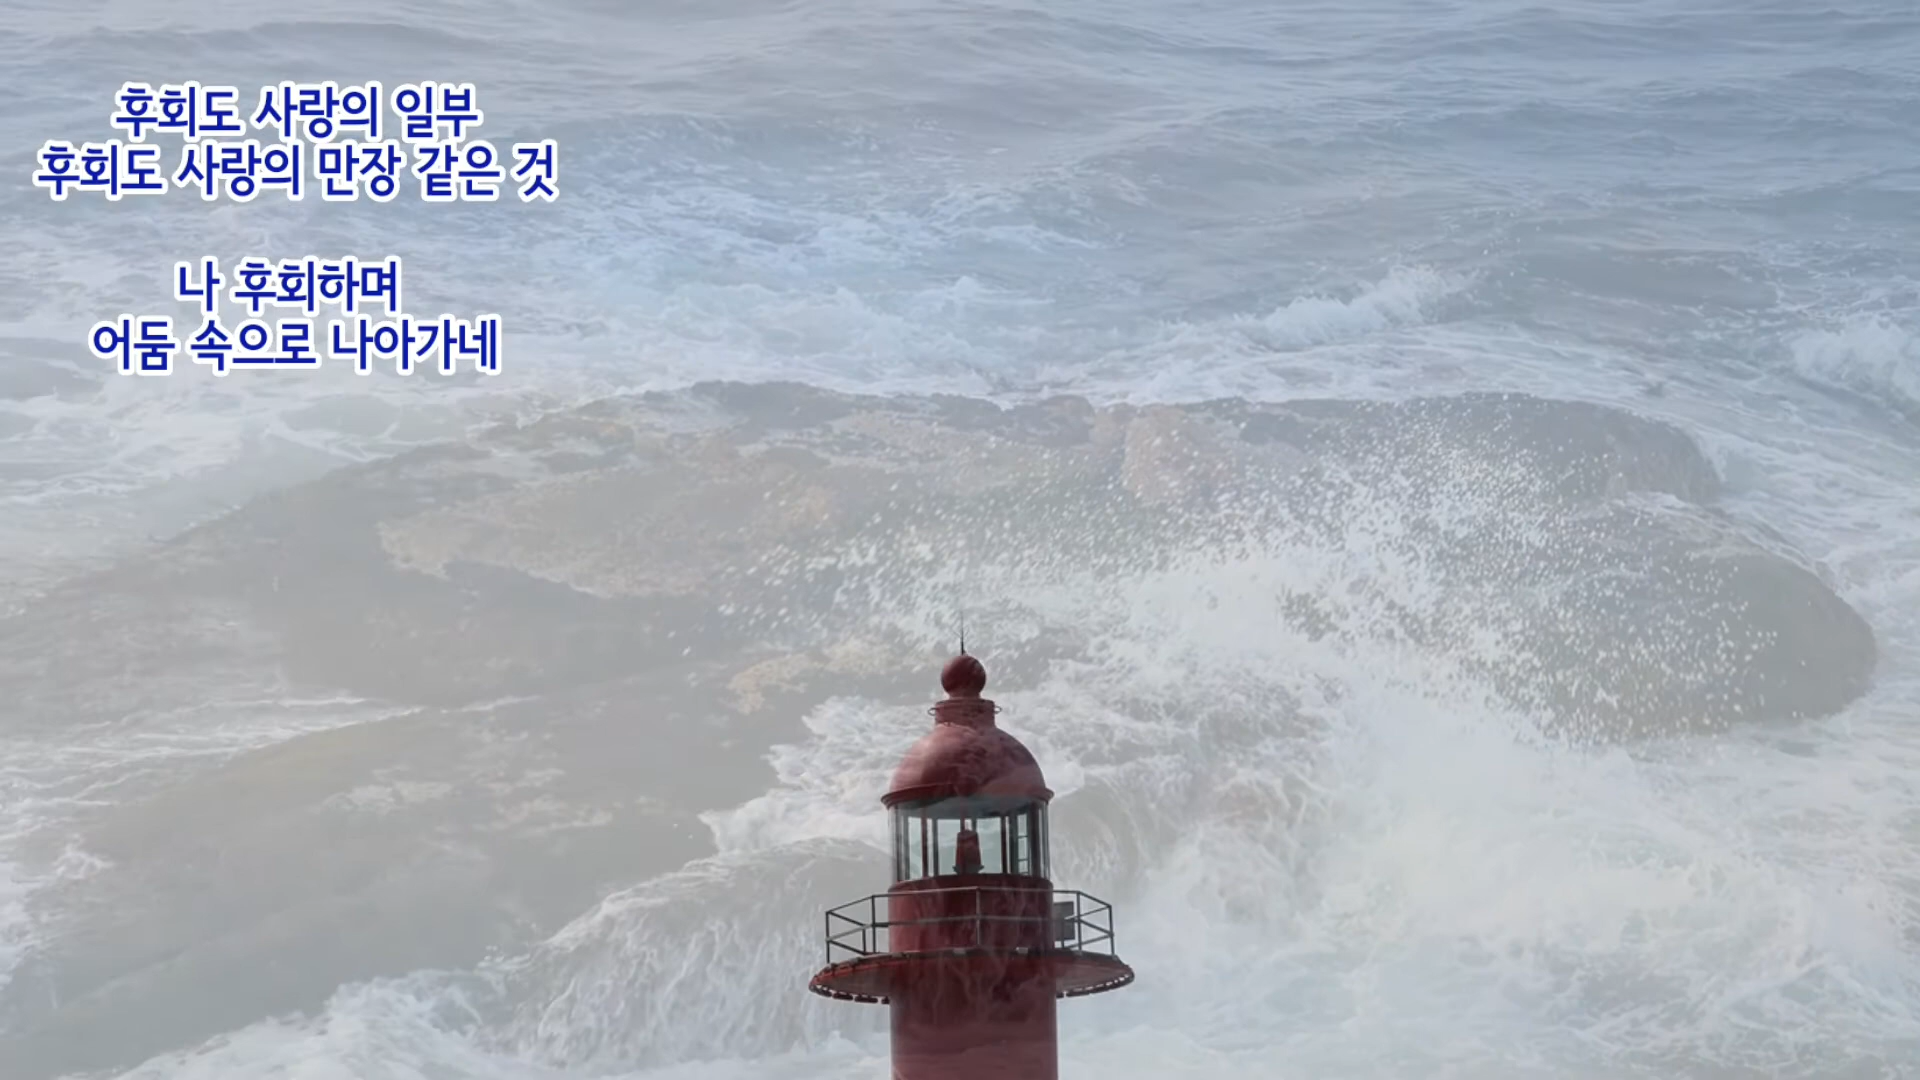 후회도 사랑의 일부
후회도 사랑의 만장 같은 것
나 후회하며
어둠 속으로 나아가네